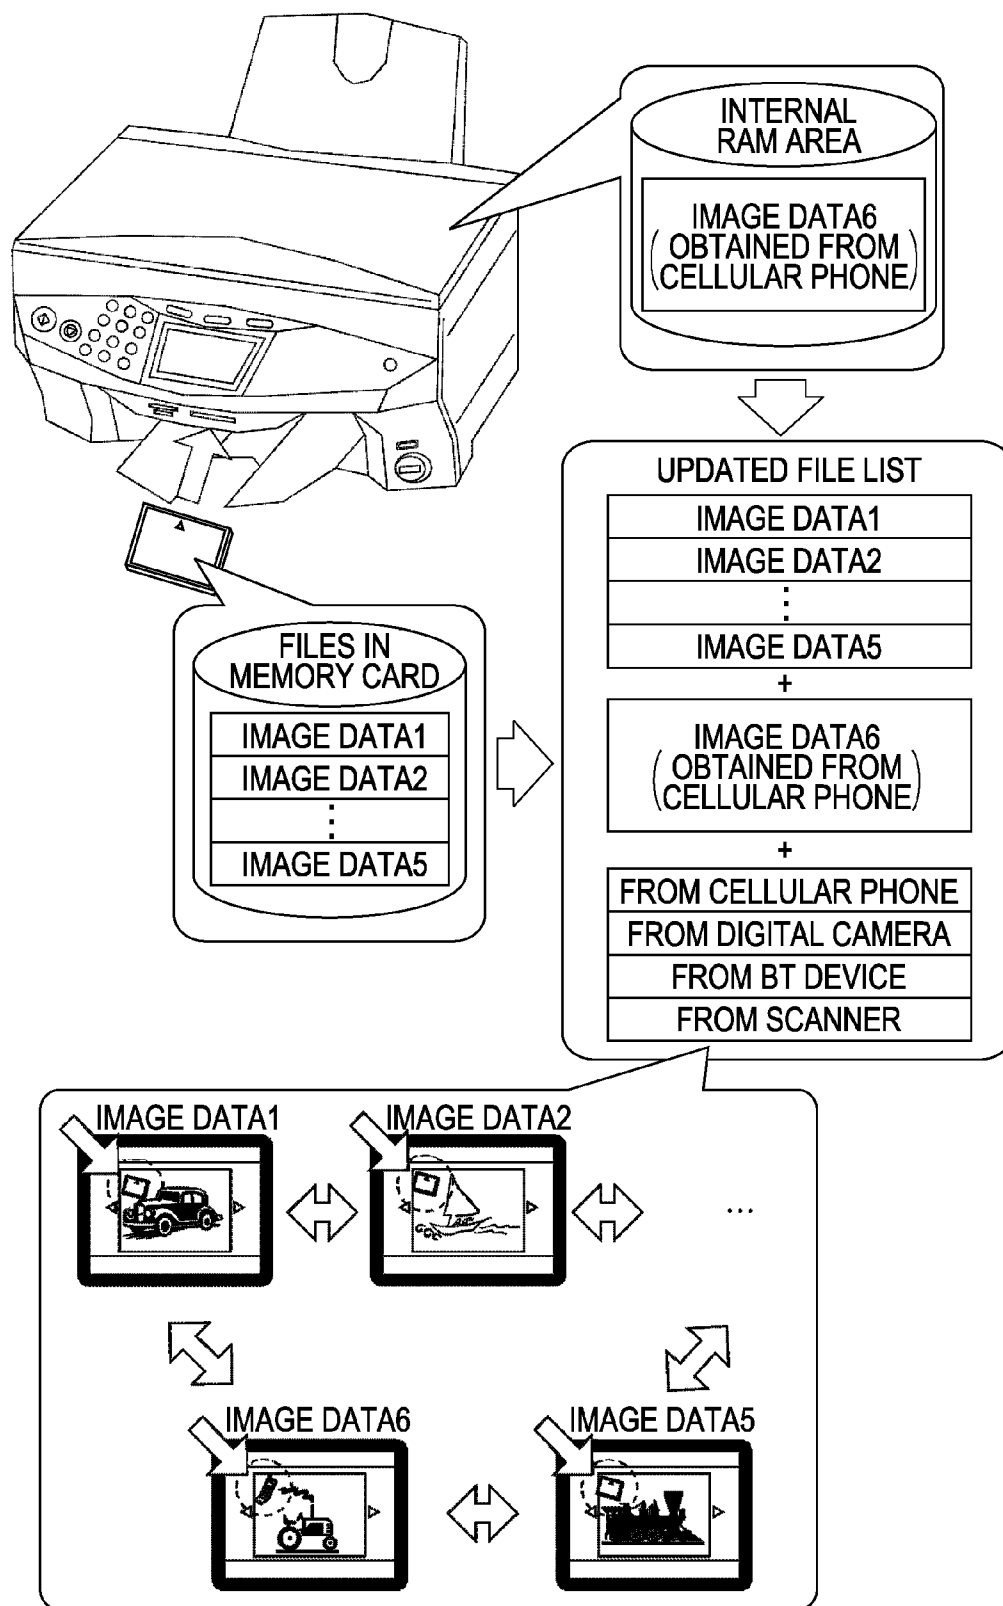 INTERNAL
RAM AREA
IMAGE DATA6
(OBTAINED FROM
CELLULAR PHONE)
UPDATED FILE LIST
IMAGE DATA1
IMAGE DATA2
⋮
IMAGE DATA5
+
IMAGE DATA6
(OBTAINED FROM
CELLULAR PHONE)
+
FROM CELLULAR PHONE
FROM DIGITAL CAMERA
FROM BT DEVICE
FROM SCANNER
FILES IN
MEMORY CARD
IMAGE DATA1
IMAGE DATA2
⋮
IMAGE DATA5
IMAGE DATA1
IMAGE DATA2
...
IMAGE DATA6
IMAGE DATA5